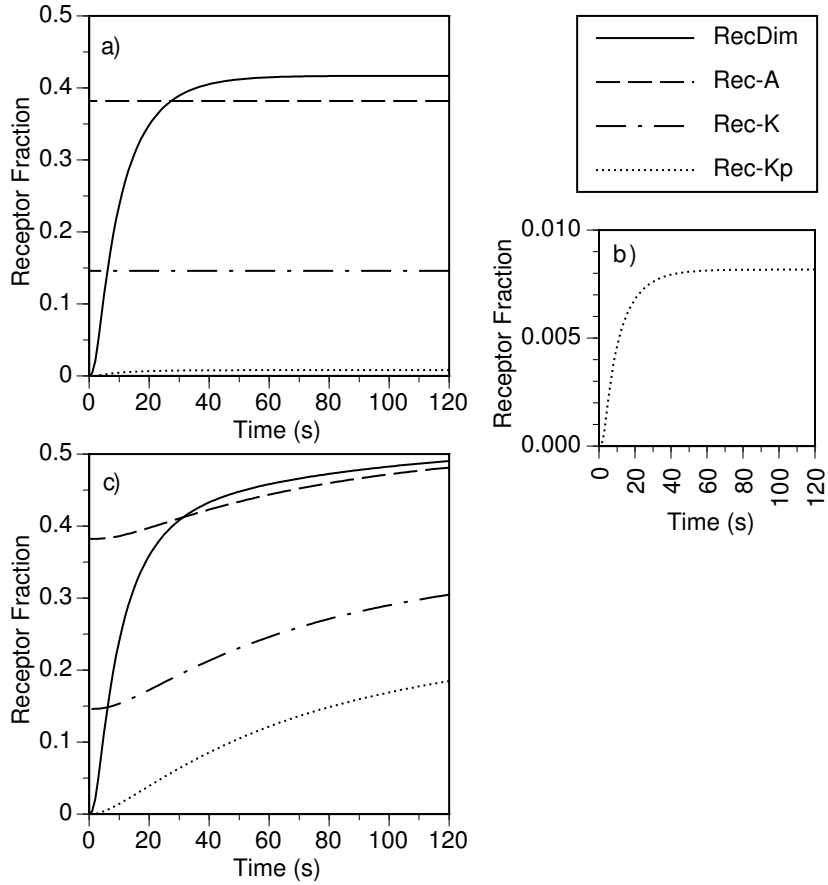 a)
0.5
0.4
0.3
0.2
0.1
0
Receptor Fraction
0 20 40 60 80 100 120
Time (s)
RecDim
Rec-A
Rec-K
Rec-Kp
b)
0.010
0.005
0.000
Receptor Fraction
0 20 40 60 80 100 120
Time (s)
c)
0.5
0.4
0.3
0.2
0.1
0
Receptor Fraction
0 20 40 60 80 100 120
Time (s)